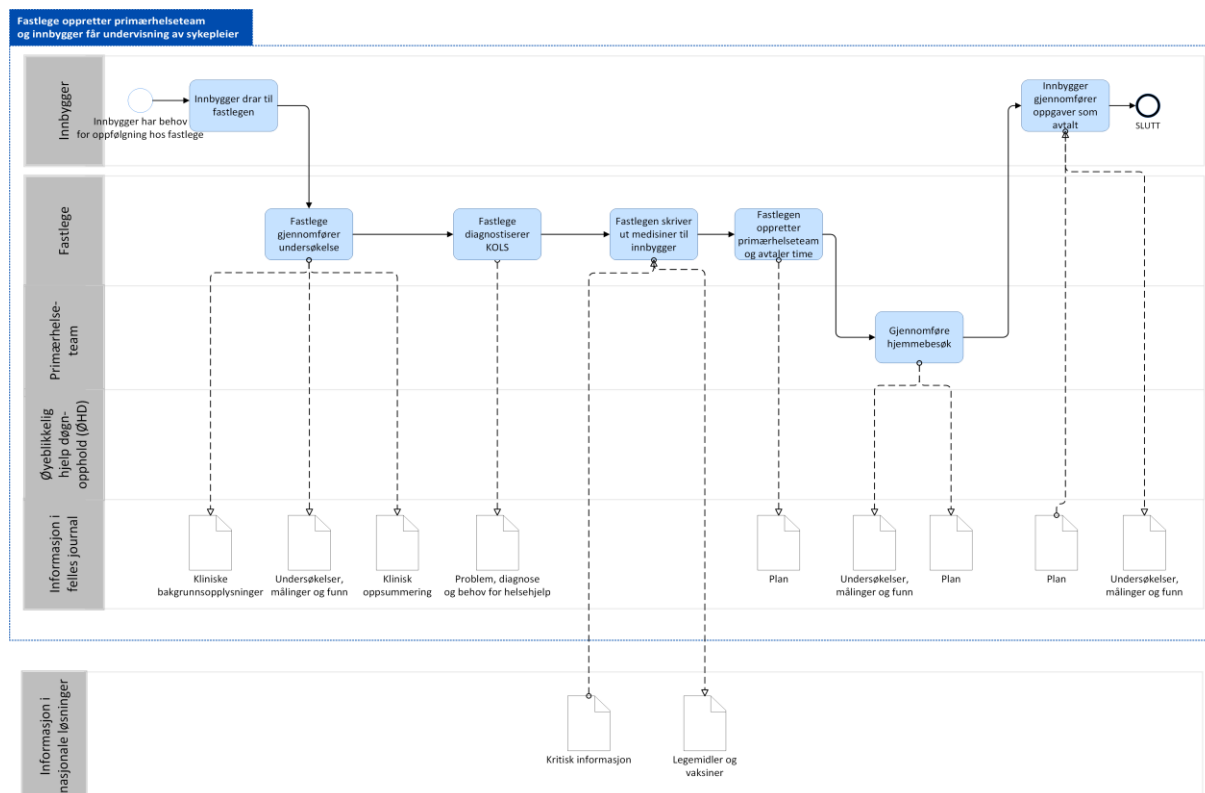 Fastlege oppretter primærhelseteam
og innbygger får undervisning av sykepleier
Innbygger
Innbygger har behov
for oppfølgning hos fastlege
Innbygger drar til
fastlegen
Innbygger
gjennomfører
oppgaver som
avtalt
SLUTT
Fastlege
Fastlege
gjennomfører
undersøkelse
Fastlege
diagnostiserer
KOLS
Fastlegen skriver
ut medisiner til
innbygger
Fastlegen
oppretter
primærhelseteam
og avtaler time
Primærhelse-
team
Gjennomføre
hjemmebesøk
Øyeblikkelig
hjelp døgn-
opphold (ØHD)
Informasjon i
felles journal
Kliniske
bakgrunnsopplysninger
Undersøkelser,
målinger og funn
Klinisk
oppsummering
Problem, diagnose
og behov for helsehjelp
Plan
Undersøkelser,
målinger og funn
Plan
Plan
Undersøkelser,
målinger og funn
Informasjon i
nasjonale løsninger
Kritisk informasjon
Legemidler og
vaksiner